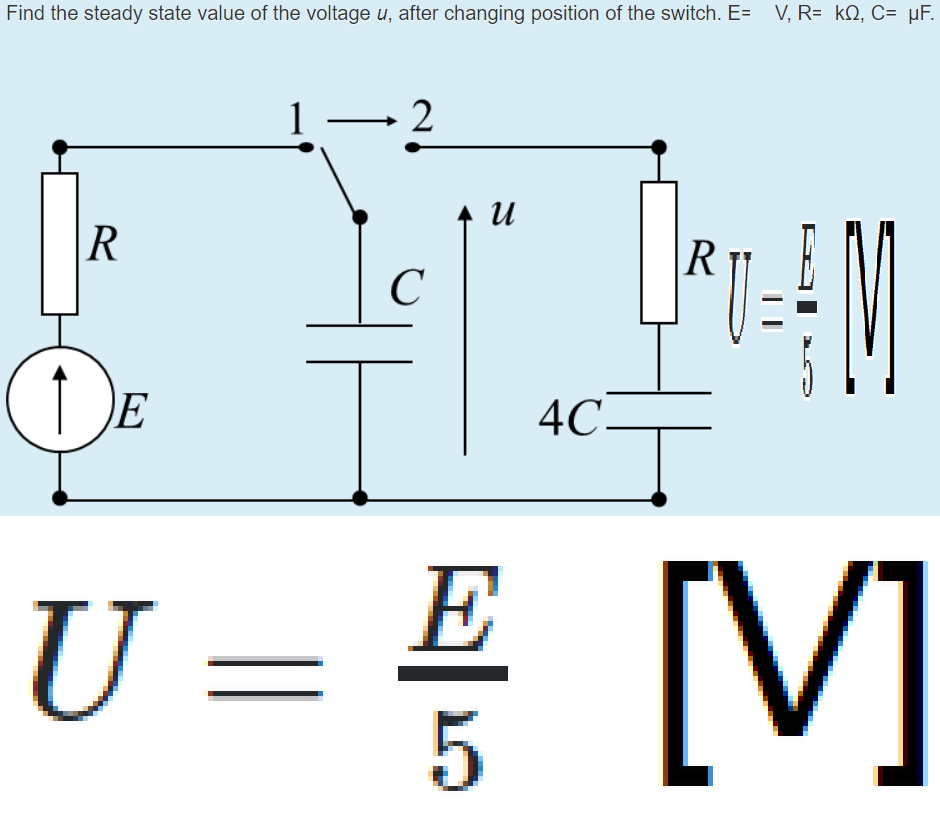 Find the steady state value of the voltage u, after changing position of the switch. E= V, R= kΩ, C= μF.
1 → 2
u
R
C
R
U = E/5 [V]
E
4C
U = E/5 [V]